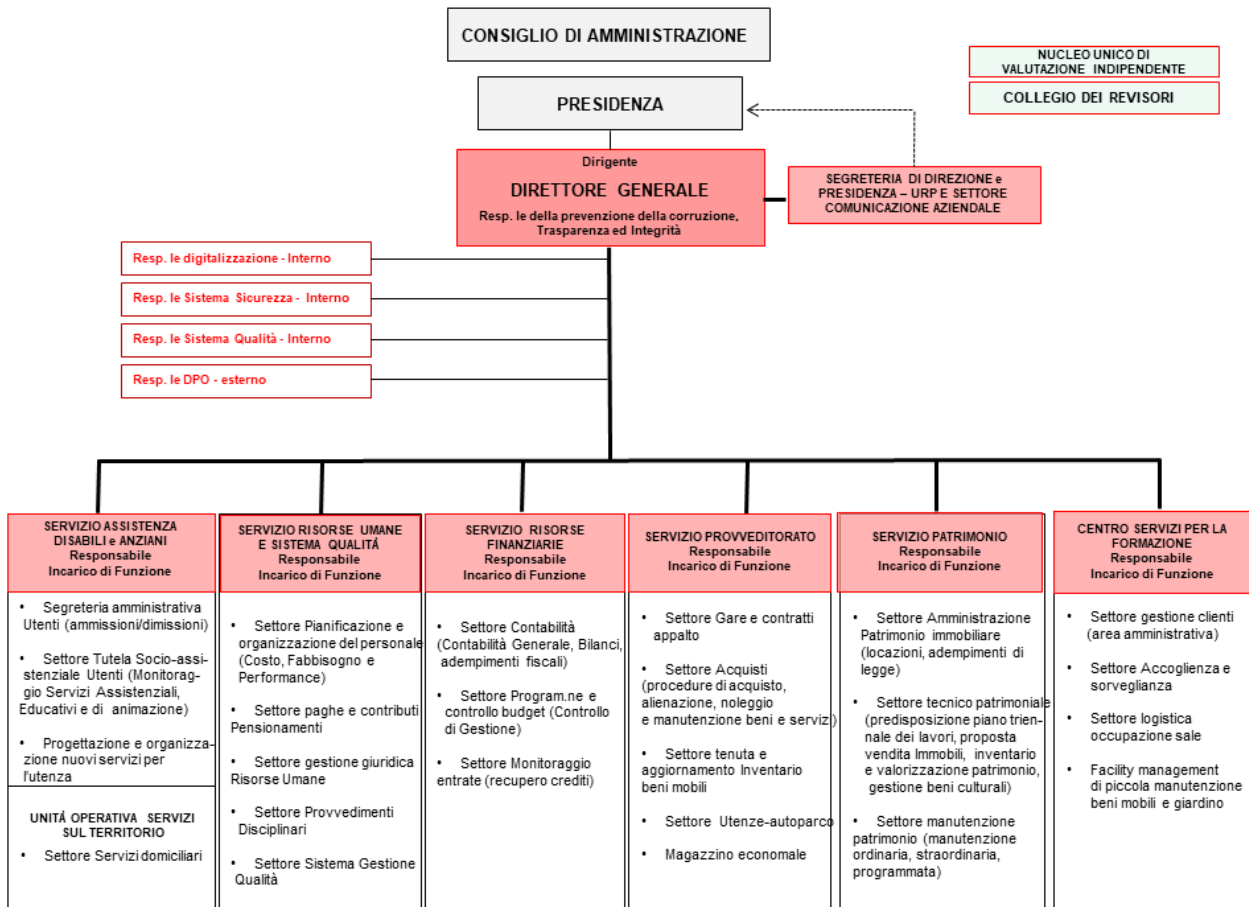 CONSIGLIO DI AMMINISTRAZIONE
NUCLEO UNICO DI
VALUTAZIONE INDIPENDENTE
COLLEGIO DEI REVISORI
PRESIDENZA
Dirigente
DIRETTORE GENERALE
Resp. le della prevenzione della corruzione,
Trasparenza ed Integrità
SEGRETERIA DI DIREZIONE e
PRESIDENZA – URP E SETTORE
COMUNICAZIONE AZIENDALE
Resp. le digitalizzazione - Interno
Resp. le Sistema Sicurezza - Interno
Resp. le Sistema Qualità - Interno
Resp. le DPO - esterno
SERVIZIO ASSISTENZA
DISABILI e ANZIANI
Responsabile
Incarico di Funzione
• Segreteria amministrativa
Utenti (ammissioni/dimissioni)
• Settore Tutela Socio-assi-
stenziale Utenti (Monitorag-
gio Servizi Assistenziali,
Educativi e di animazione)
• Progettazione e organizza-
zione nuovi servizi per
l'utenza
UNITÁ OPERATIVA SERVIZI
SUL TERRITORIO
• Settore Servizi domiciliari
SERVIZIO RISORSE UMANE
E SISTEMA QUALITÁ
Responsabile
Incarico di Funzione
• Settore Pianificazione e
organizzazione del personale
(Costo, Fabbisogno e
Performance)
• Settore paghe e contributi
Pensionamenti
• Settore gestione giuridica
Risorse Umane
• Settore Provvedimenti
Disciplinari
• Settore Sistema Gestione
Qualità
SERVIZIO RISORSE
FINANZIARIE
Responsabile
Incarico di Funzione
• Settore Contabilità
(Contabilità Generale, Bilanci,
adempimenti fiscali)
• Settore Program.ne e
controllo budget (Controllo
di Gestione)
• Settore Monitoraggio
entrate (recupero crediti)
SERVIZIO PROVVEDITORATO
Responsabile
Incarico di Funzione
• Settore Gare e contratti
appalto
• Settore Acquisti
(procedure di acquisto,
alienazione, noleggio
e manutenzione beni e servizi)
• Settore tenuta e
aggiornamento Inventario
beni mobili
• Settore Utenze-autoparco
• Magazzino economale
SERVIZIO PATRIMONIO
Responsabile
Incarico di Funzione
• Settore Amministrazione
Patrimonio immobiliare
(locazioni, adempimenti di
legge)
• Settore tecnico patrimoniale
(predisposizione piano trien-
nale dei lavori, proposta
vendita Immobili, inventario
e valorizzazione patrimonio,
gestione beni culturali)
• Settore manutenzione
patrimonio (manutenzione
ordinaria, straordinaria,
programmata)
CENTRO SERVIZI PER LA
FORMAZIONE
Responsabile
Incarico di Funzione
• Settore gestione clienti
(area amministrativa)
• Settore Accoglienza e
sorveglianza
• Settore logistica
occupazione sale
• Facility management
di piccola manutenzione
beni mobili e giardino